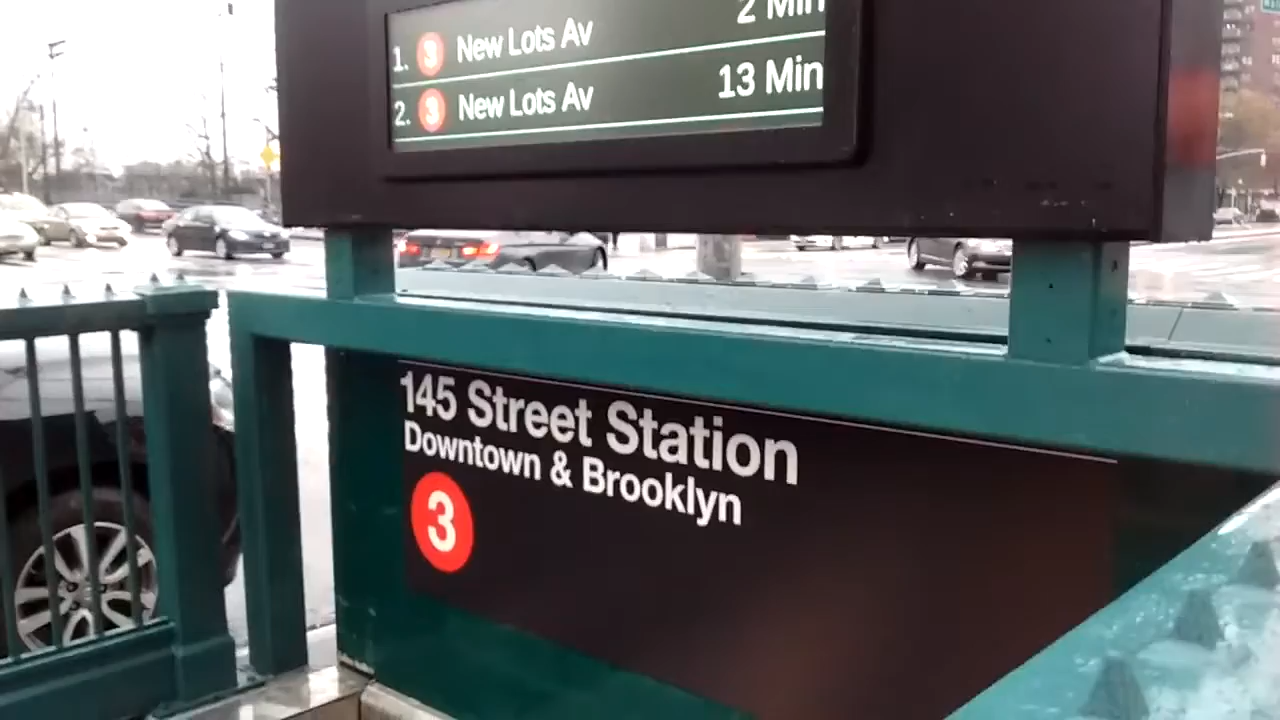 1. 3 New Lots Av 2 Min
2. 3 New Lots Av 13 Min
145 Street Station
Downtown & Brooklyn
3